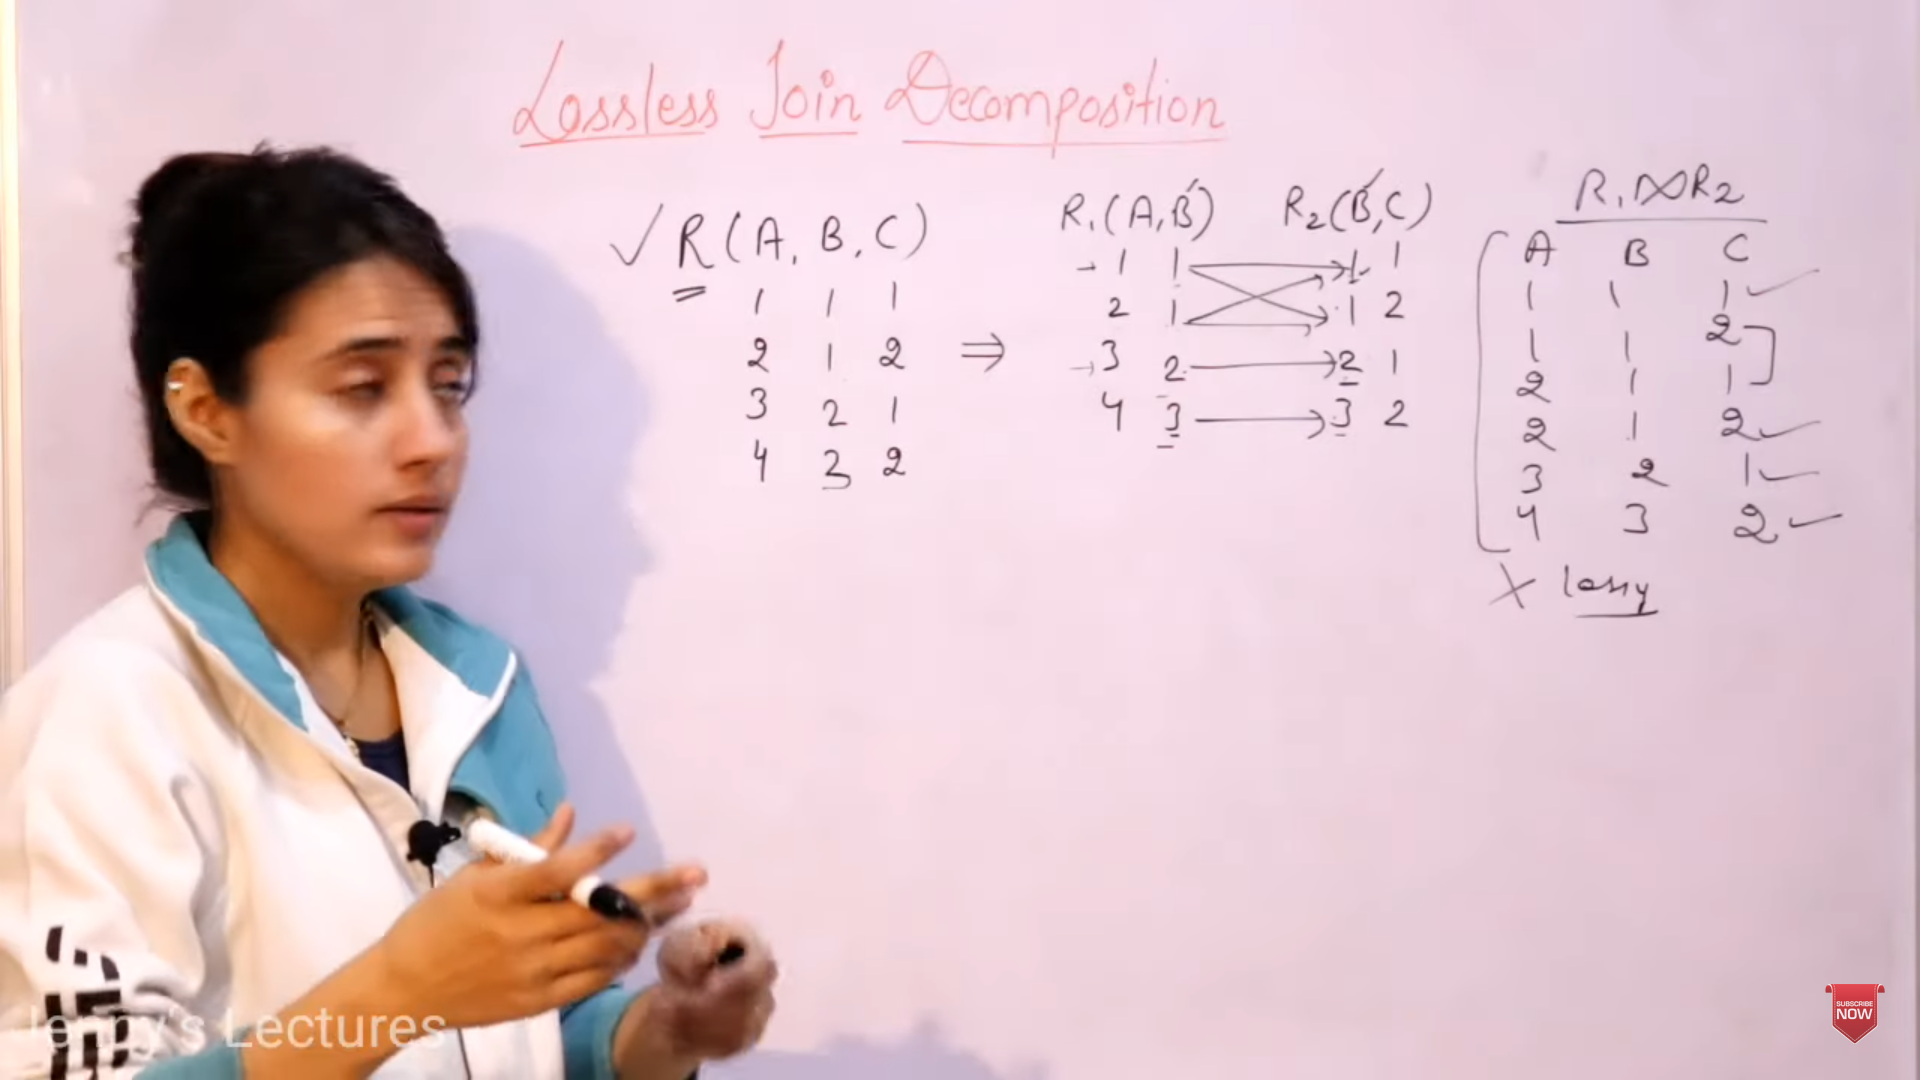 Lossless Join Decomposition
✓ R(A, B, C)
1 1 1
2 1 2
3 2 1
4 3 2
⇒
R₁(A,B)
1 1
2 1
3 2
4 3
R₂(B,C)
1 1
1 2
2 1
3 2
R₁⋈R₂
A B C
1 1 1 ✓
1 1 2
2 1 1
2 1 2 ✓
3 2 1 ✓
4 3 2 ✓
X lossy
Jenny's Lectures
SUBSCRIBE
NOW